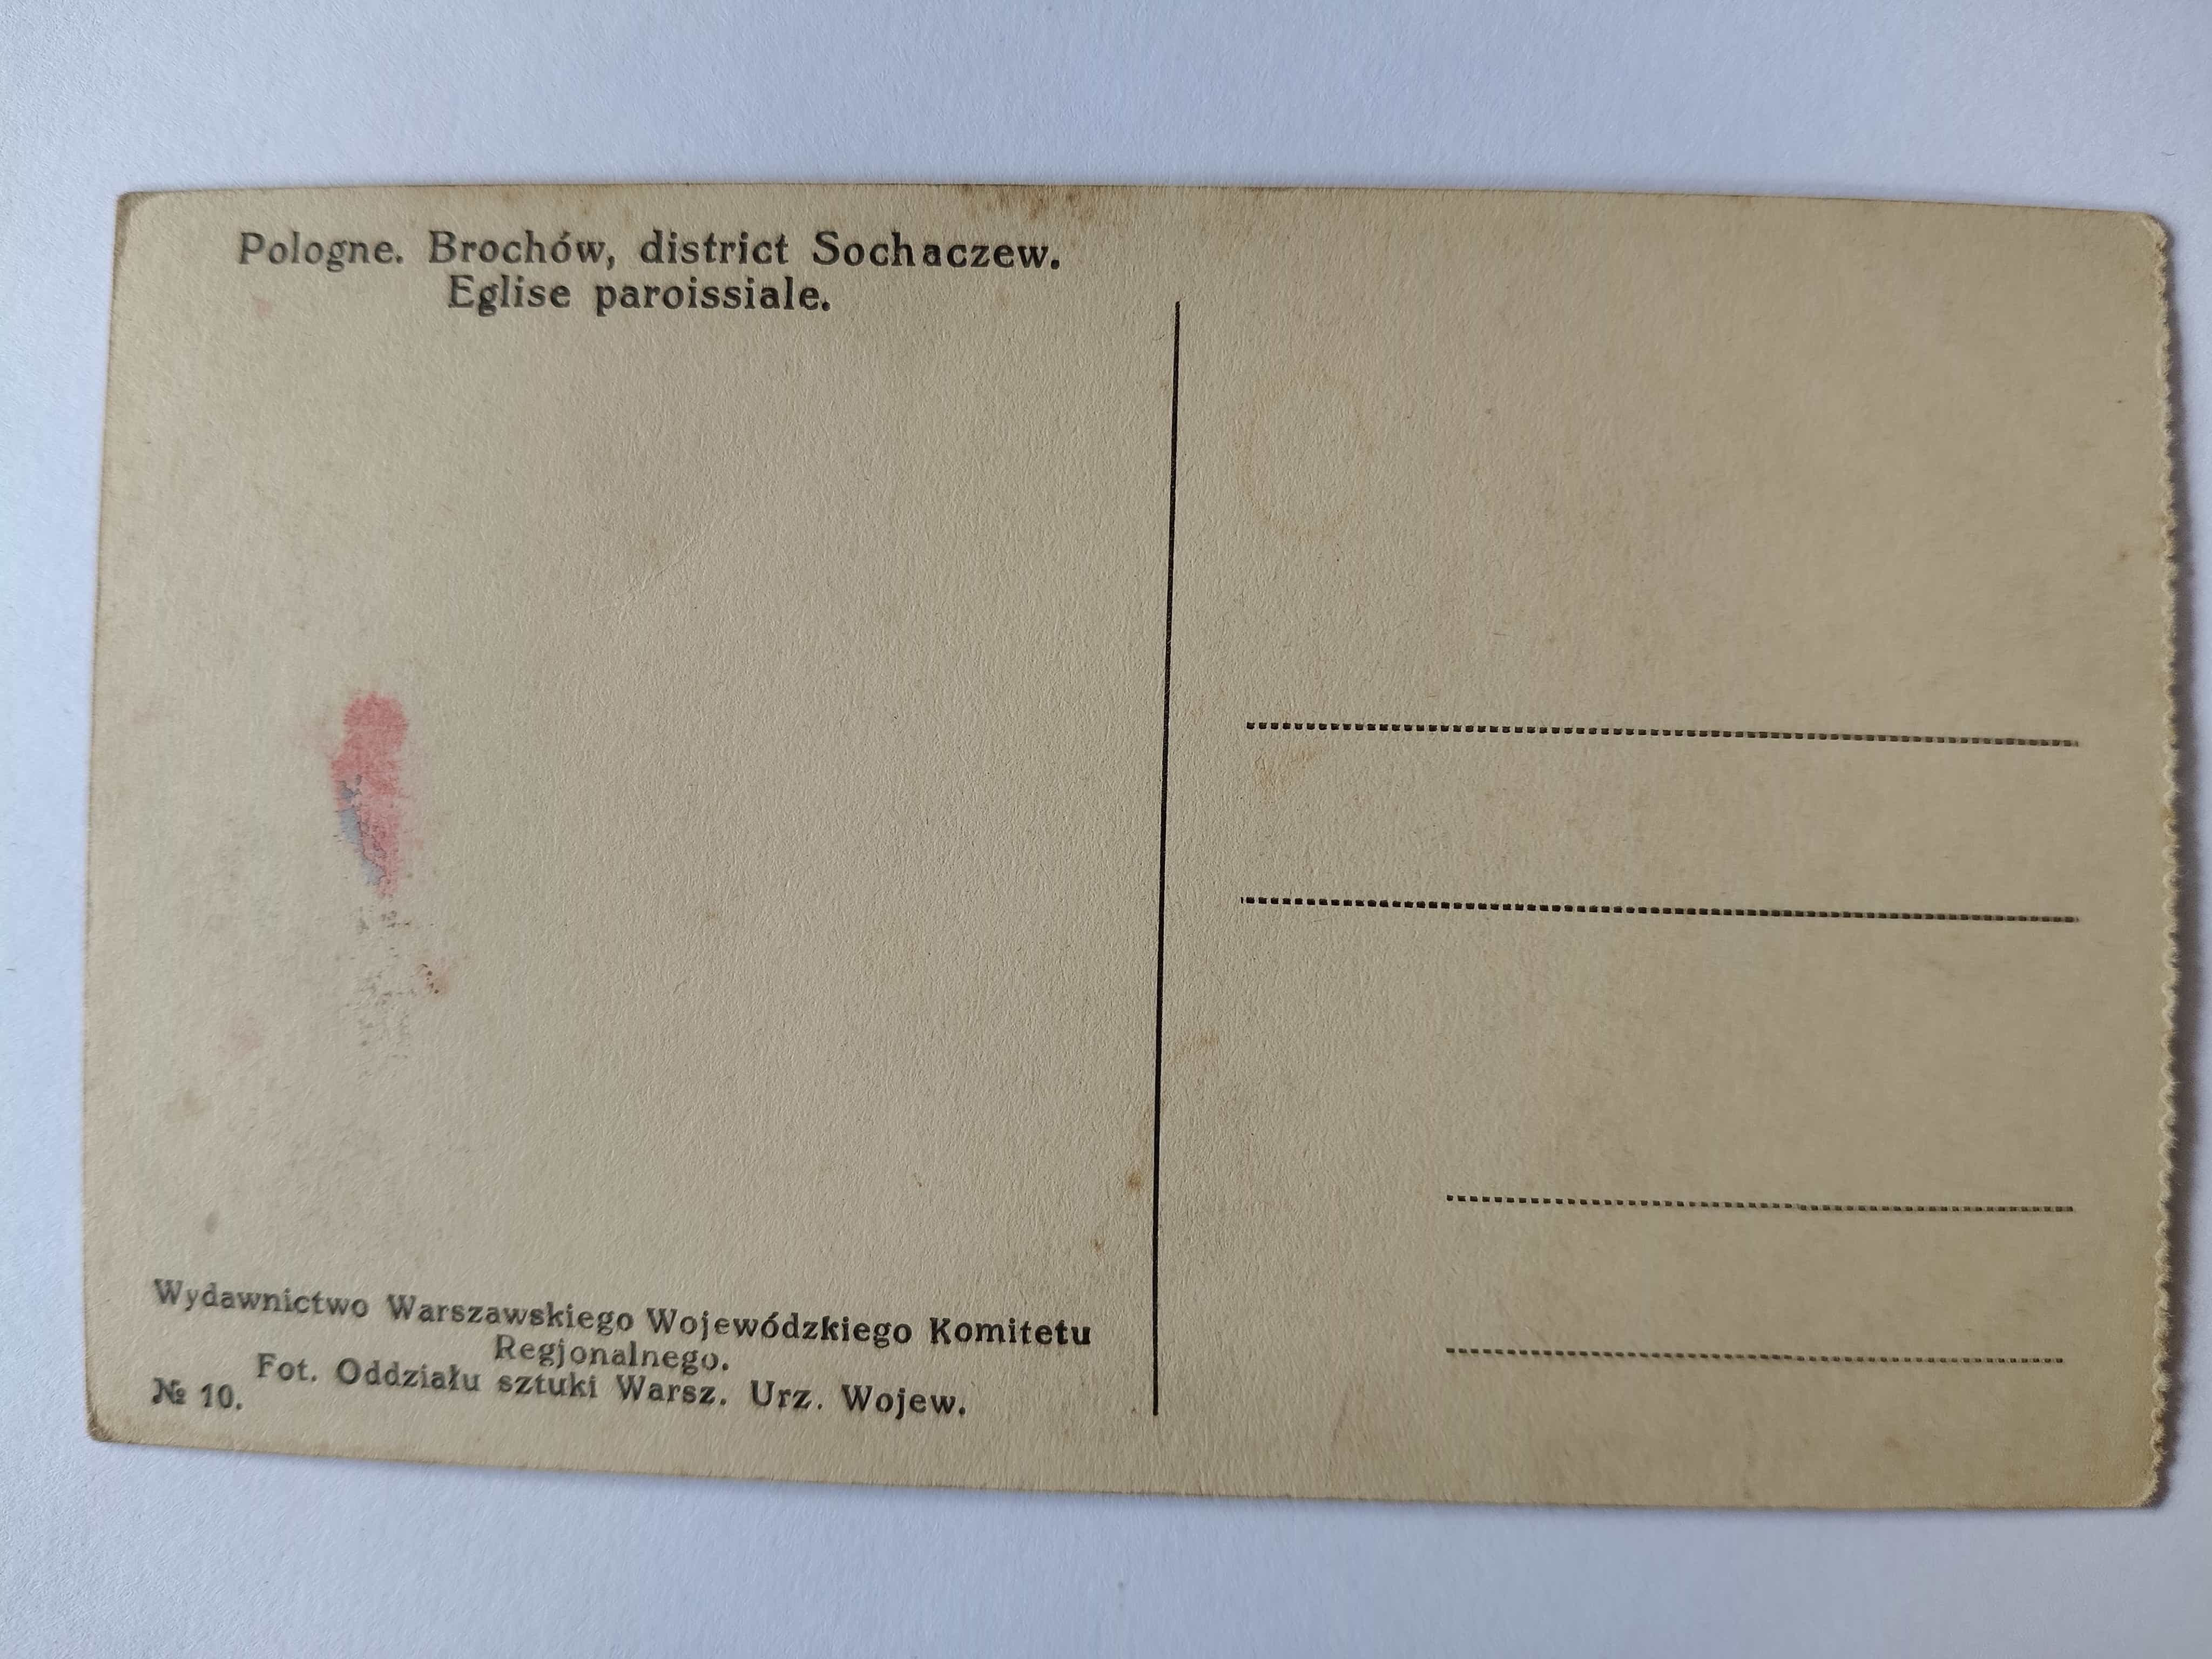 Pologne. Brochów, district Sochaczew.
Eglise paroissiale.
Wydawnictwo Warszawskiego Wojewódzkiego Komitetu
Regjonalnego.
Fot. Oddziału sztuki Warsz. Urz. Wojew.
№ 10.